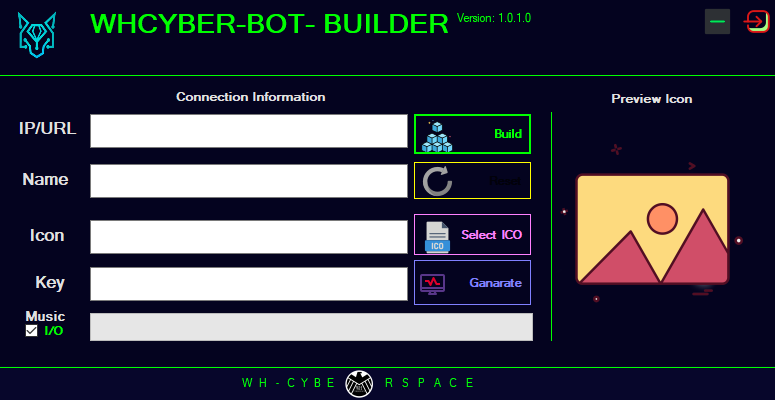 WHCYBER-BOT- BUILDER Version: 1.0.1.0
Connection Information
Preview Icon
IP/URL
Build
Name
Reset
Icon
ICO
Select ICO
Key
Ganarate
Music
I/O
WH-CYBE RSPACE